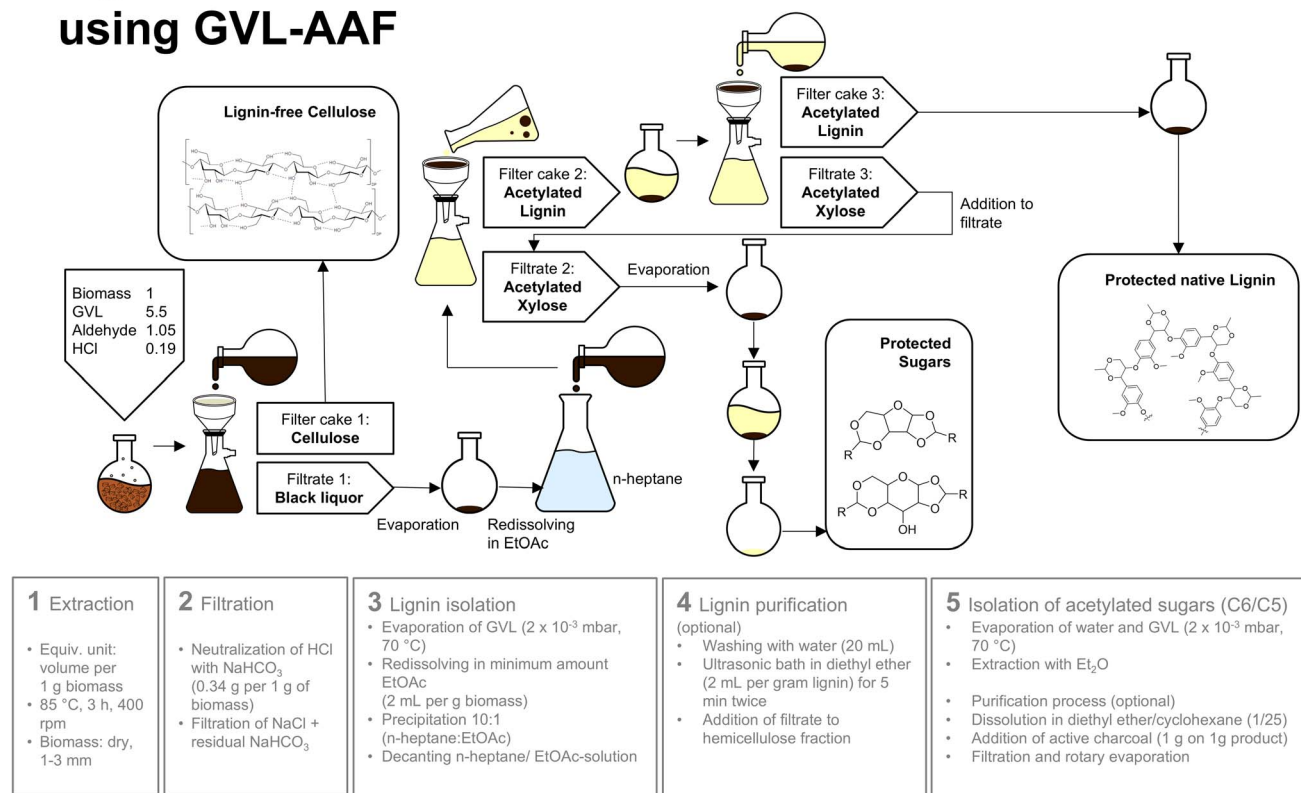 using GVL-AAF
Lignin-free Cellulose
Biomass 1
GVL 5.5
Aldehyde 1.05
HCl 0.19
Filter cake 1:
Cellulose
Filtrate 1:
Black liquor
Evaporation
Redissolving
in EtOAc
n-heptane
Filter cake 2:
Acetylated
Lignin
Filtrate 2:
Acetylated
Xylose
Evaporation
Filter cake 3:
Acetylated
Lignin
Filtrate 3:
Acetylated
Xylose
Addition to
filtrate
Protected
Sugars
R
R
R
R
OH
Protected native Lignin
1 Extraction
• Equiv. unit:
volume per
1 g biomass
• 85 °C, 3 h, 400
rpm
• Biomass: dry,
1-3 mm
2 Filtration
• Neutralization of HCl
with NaHCO₃
(0.34 g per 1 g of
biomass)
• Filtration of NaCl +
residual NaHCO₃
3 Lignin isolation
• Evaporation of GVL (2 x 10⁻³ mbar,
70 °C)
• Redissolving in minimum amount
EtOAc
(2 mL per g biomass)
• Precipitation 10:1
(n-heptane:EtOAc)
• Decanting n-heptane/ EtOAc-solution
4 Lignin purification
(optional)
• Washing with water (20 mL)
• Ultrasonic bath in diethyl ether
(2 mL per gram lignin) for 5
min twice
• Addition of filtrate to
hemicellulose fraction
5 Isolation of acetylated sugars (C6/C5)
• Evaporation of water and GVL (2 x 10⁻³ mbar,
70 °C)
• Extraction with Et₂O
• Purification process (optional)
• Dissolution in diethyl ether/cyclohexane (1/25)
• Addition of active charcoal (1 g on 1g product)
• Filtration and rotary evaporation